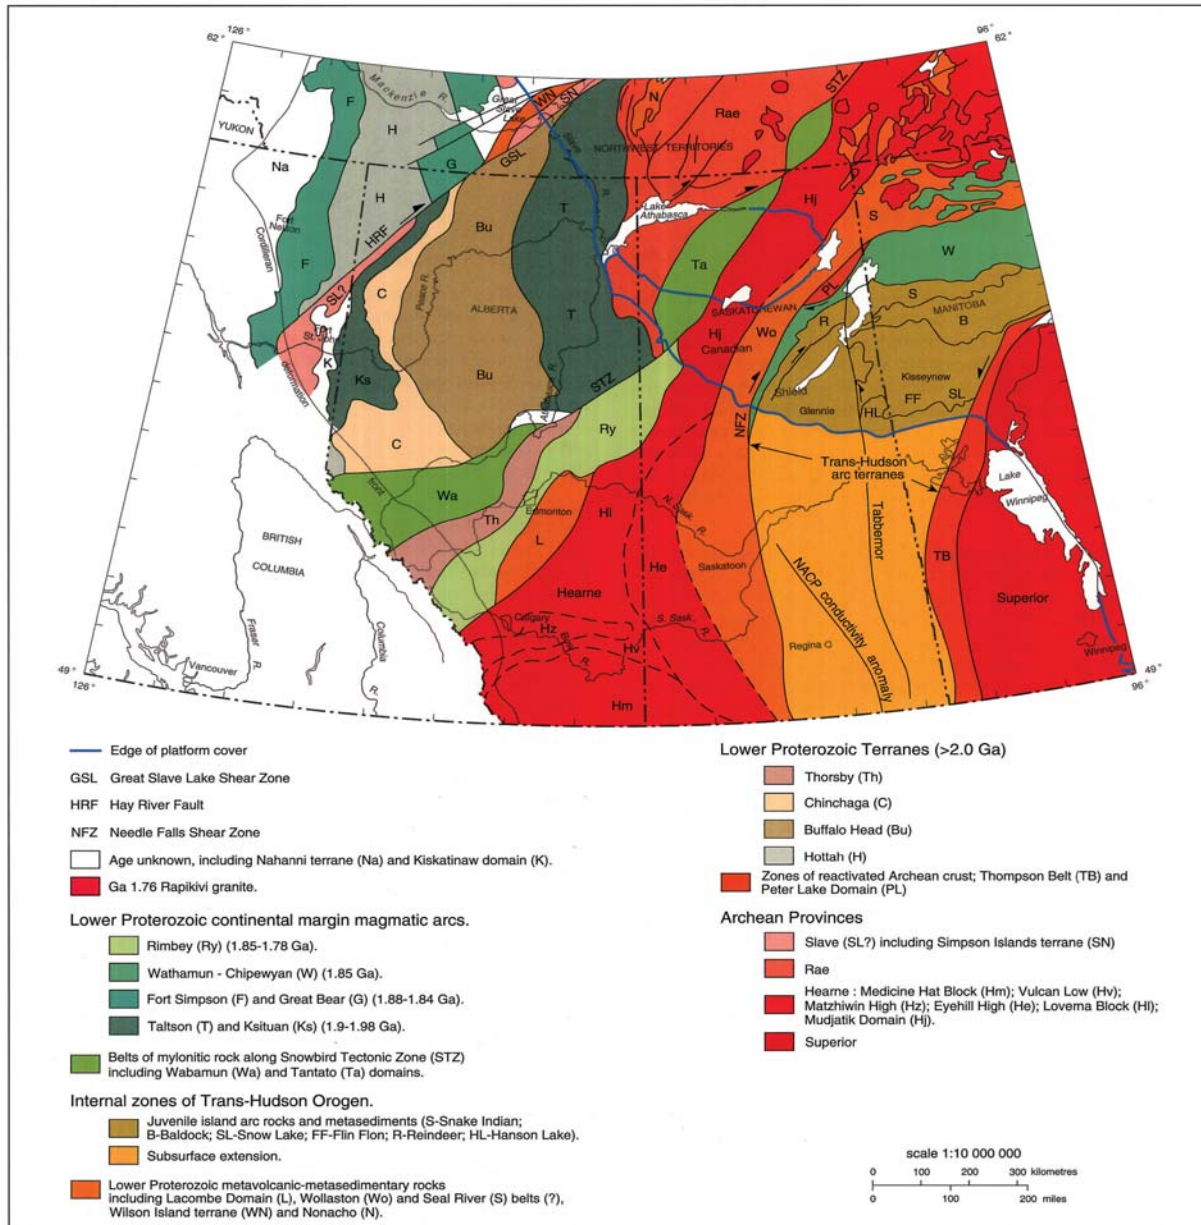 126°
62°
96°
62°
Mackenzie R.
Great
Slave
Lake
WN
SN
N
Rae
STZ
YUKON
Na
F
H
G
GSL
Slave
R.
NORTHWEST TERRITORIES
H
Fort
Nelson
HRF
Bu
T
Lake
Athabasca
Hj
S
W
Cordilleran
F
SL?
C
Peace R.
ALBERTA
T
Ta
PL
SASKATCHEWAN
S
MANITOBA
Fort
St. John
K
Ks
Bu
Hj
Canadian
Wo
R
B
deformation
STZ
Shield
Kisseynew
C
Ry
Glennie
HL
FF
SL
NFZ
front
Wa
Trans-Hudson
arc terranes
Lake
Winnipeg
Th
Edmonton
Hl
N. Sask. R.
BRITISH
COLUMBIA
L
He
Saskatoon
Tabbernor
TB
Hearne
NACP conductivity anomaly
Superior
Calgary
Hz
Bow
R.
Hv
S. Sask. R.
Fraser
R.
Columbia
R.
Vancouver
Regina
Winnipeg
Hm
49°
126°
49°
96°
Edge of platform cover
GSL Great Slave Lake Shear Zone
HRF Hay River Fault
NFZ Needle Falls Shear Zone
Age unknown, including Nahanni terrane (Na) and Kiskatinaw domain (K).
Ga 1.76 Rapikivi granite.
Lower Proterozoic continental margin magmatic arcs.
Rimbey (Ry) (1.85-1.78 Ga).
Wathamun - Chipewyan (W) (1.85 Ga).
Fort Simpson (F) and Great Bear (G) (1.88-1.84 Ga).
Taltson (T) and Ksituan (Ks) (1.9-1.98 Ga).
Belts of mylonitic rock along Snowbird Tectonic Zone (STZ)
including Wabamun (Wa) and Tantato (Ta) domains.
Internal zones of Trans-Hudson Orogen.
Juvenile island arc rocks and metasediments (S-Snake Indian;
B-Baldock; SL-Snow Lake; FF-Flin Flon; R-Reindeer; HL-Hanson Lake).
Subsurface extension.
Lower Proterozoic metavolcanic-metasedimentary rocks
including Lacombe Domain (L), Wollaston (Wo) and Seal River (S) belts (?),
Wilson Island terrane (WN) and Nonacho (N).
Lower Proterozoic Terranes (>2.0 Ga)
Thorsby (Th)
Chinchaga (C)
Buffalo Head (Bu)
Hottah (H)
Zones of reactivated Archean crust; Thompson Belt (TB) and
Peter Lake Domain (PL)
Archean Provinces
Slave (SL?) including Simpson Islands terrane (SN)
Rae
Hearne : Medicine Hat Block (Hm); Vulcan Low (Hv);
Matzhiwin High (Hz); Eyehill High (He); Loverna Block (Hl);
Mudjatik Domain (Hj).
Superior
scale 1:10 000 000
0 100 200 300 kilometres
0 100 200 miles